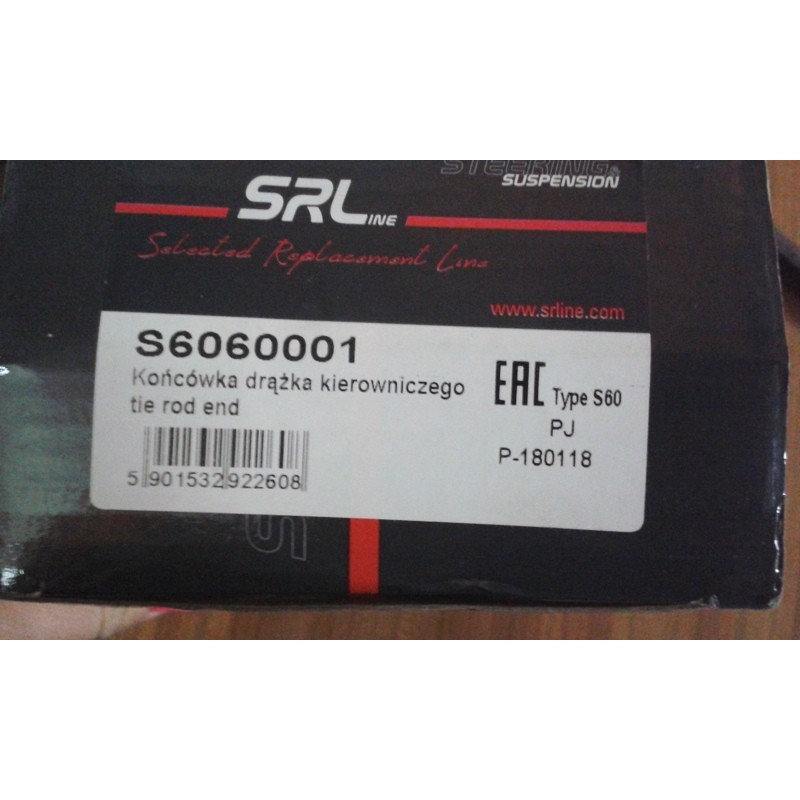 STEERING
SUSPENSION
SRLINE
Selected Replacement Line
www.srline.com
S6060001
Końcówka drążka kierowniczego
tie rod end
EAC Type S60
PJ
P-180118
5 901532 922608
S